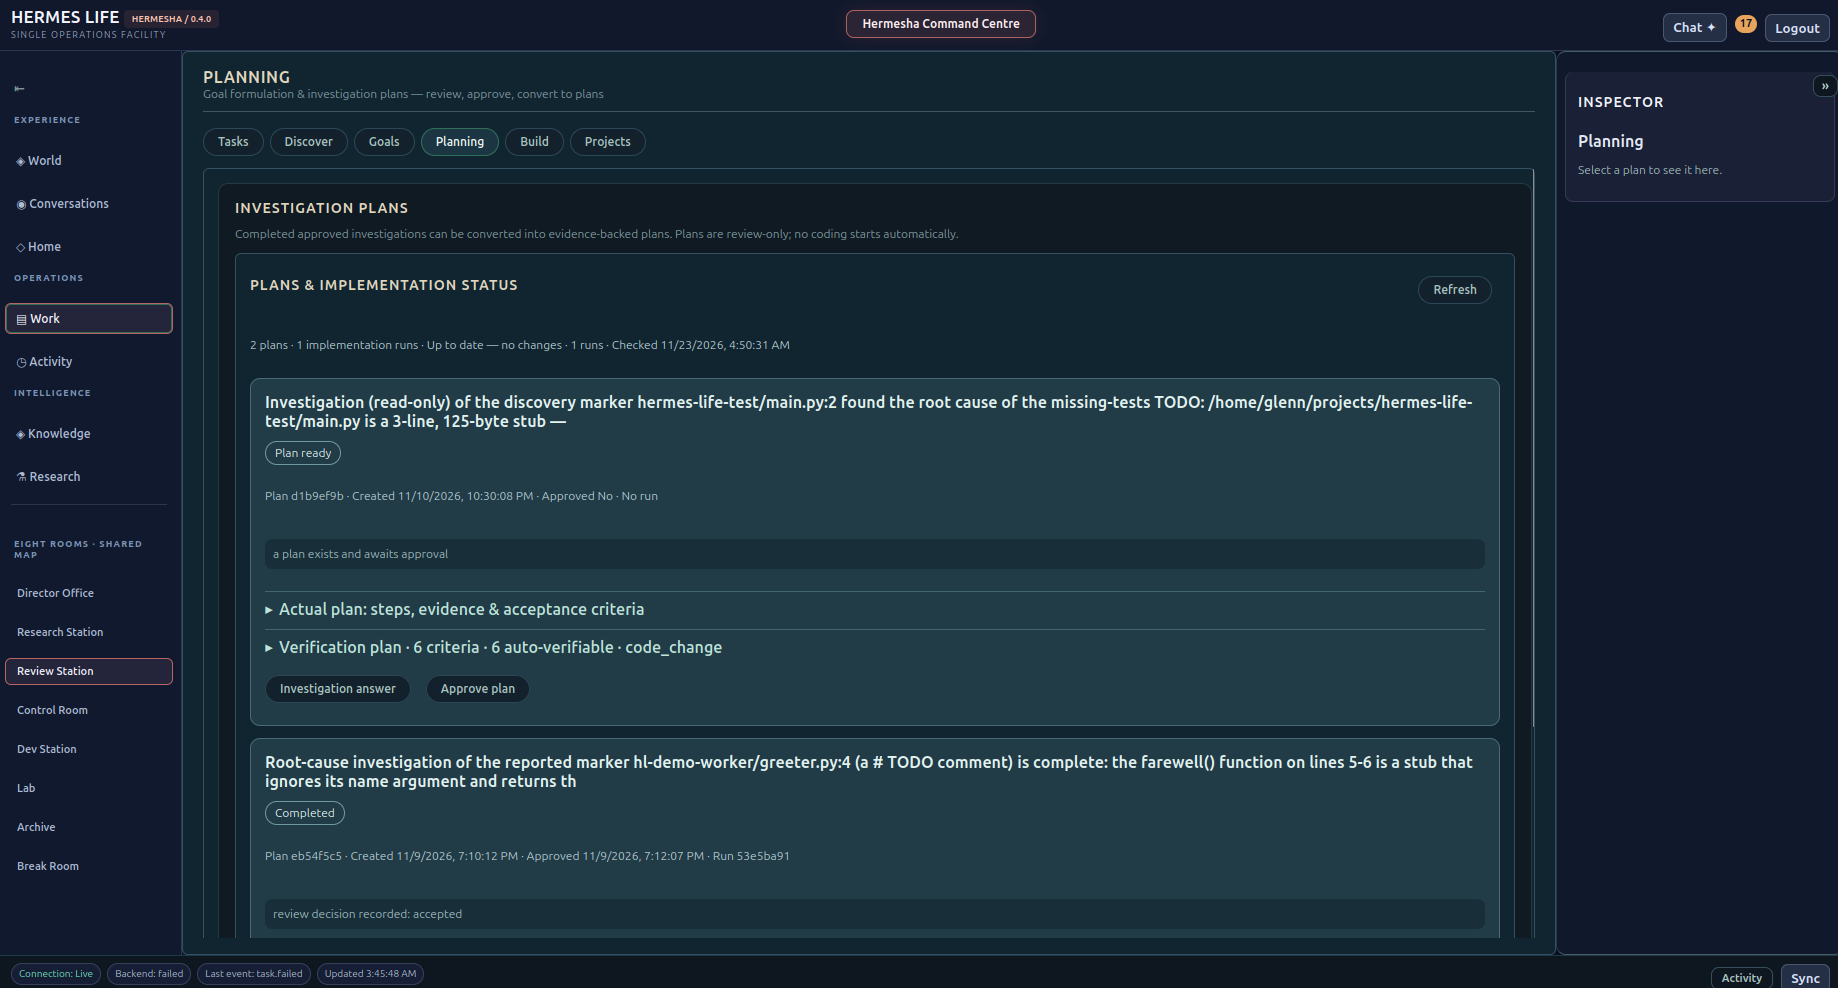 HERMES LIFE HERMESHA / 0.4.0
SINGLE OPERATIONS FACILITY
Hermesha Command Centre
Chat ✦ 17 Logout
⇤
EXPERIENCE
◈ World
◉ Conversations
◇ Home
OPERATIONS
▤ Work
◷ Activity
INTELLIGENCE
◈ Knowledge
⚗ Research
EIGHT ROOMS · SHARED
MAP
Director Office
Research Station
Review Station
Control Room
Dev Station
Lab
Archive
Break Room
PLANNING
Goal formulation & investigation plans — review, approve, convert to plans
Tasks Discover Goals Planning Build Projects
INVESTIGATION PLANS
Completed approved investigations can be converted into evidence-backed plans. Plans are review-only; no coding starts automatically.
PLANS & IMPLEMENTATION STATUS
Refresh
2 plans · 1 implementation runs · Up to date — no changes · 1 runs · Checked 11/23/2026, 4:50:31 AM
Investigation (read-only) of the discovery marker hermes-life-test/main.py:2 found the root cause of the missing-tests TODO: /home/glenn/projects/hermes-life-
test/main.py is a 3-line, 125-byte stub —
Plan ready
Plan d1b9ef9b · Created 11/10/2026, 10:30:08 PM · Approved No · No run
a plan exists and awaits approval
▸ Actual plan: steps, evidence & acceptance criteria
▸ Verification plan · 6 criteria · 6 auto-verifiable · code_change
Investigation answer Approve plan
Root-cause investigation of the reported marker hl-demo-worker/greeter.py:4 (a # TODO comment) is complete: the farewell() function on lines 5-6 is a stub that
ignores its name argument and returns th
Completed
Plan eb54f5c5 · Created 11/9/2026, 7:10:12 PM · Approved 11/9/2026, 7:12:07 PM · Run 53e5ba91
review decision recorded: accepted
»
INSPECTOR
Planning
Select a plan to see it here.
Connection: Live Backend: failed Last event: task.failed Updated 3:45:48 AM
Activity Sync